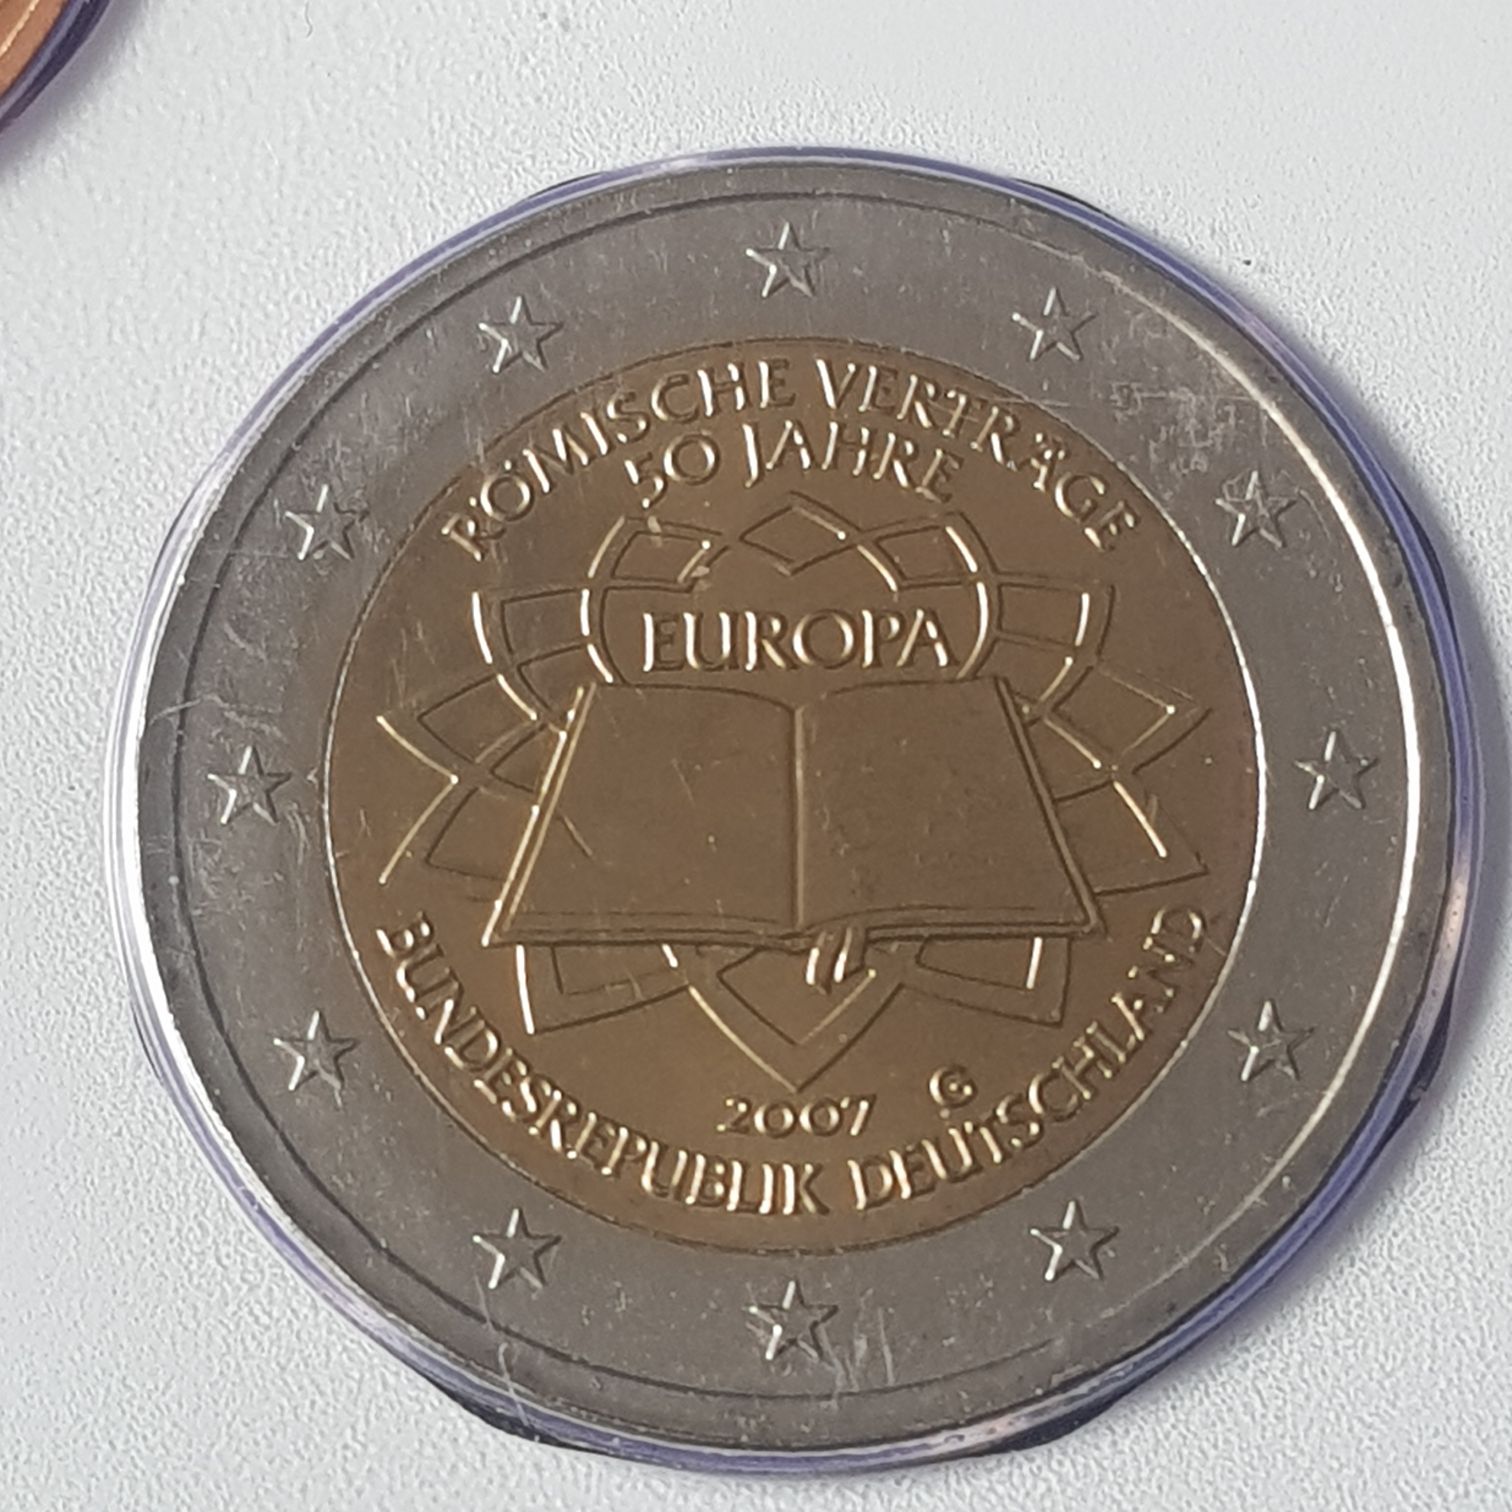 RÖMISCHE VERTRÄGE
50 JAHRE
EUROPA
2007 G
BUNDESREPUBLIK DEUTSCHLAND